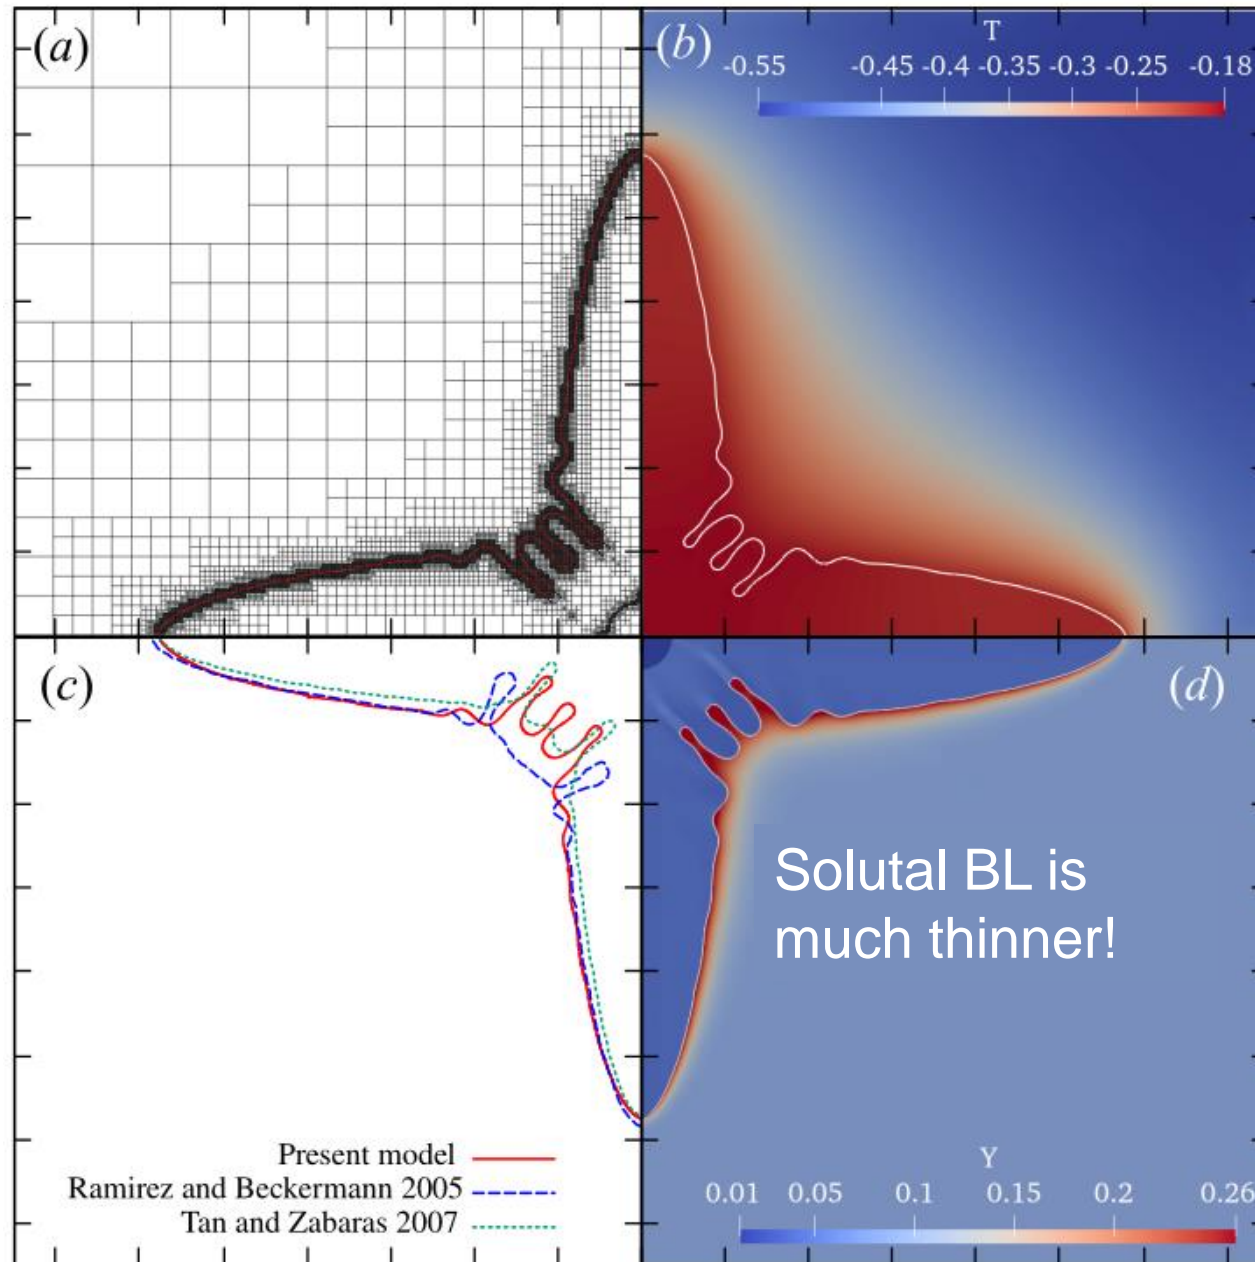 (a)
(b)
T
-0.55 -0.45 -0.4 -0.35 -0.3 -0.25 -0.18
(c)
(d)
Solutal BL is
much thinner!
Present model
Ramirez and Beckermann 2005
Tan and Zabaras 2007
Y
0.01 0.05 0.1 0.15 0.2 0.26